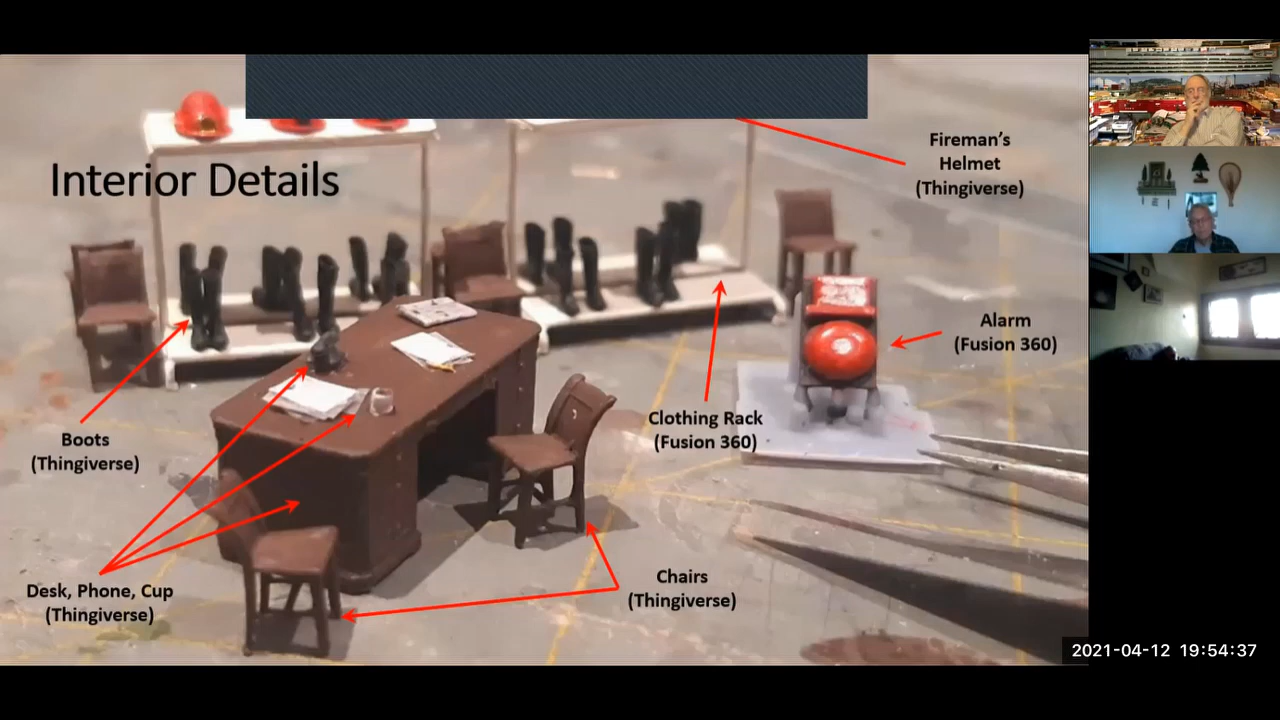 Interior Details
Fireman's
Helmet
(Thingiverse)
Alarm
(Fusion 360)
Clothing Rack
(Fusion 360)
Boots
(Thingiverse)
Desk, Phone, Cup
(Thingiverse)
Chairs
(Thingiverse)
2021-04-12 19:54:37